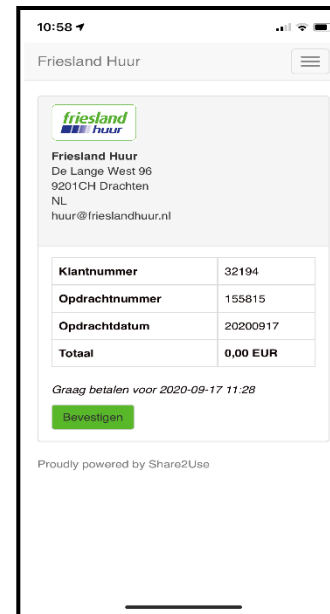 10:58
Friesland Huur
friesland
huur
Friesland Huur
De Lange West 96
9201CH Drachten
NL
huur@frieslandhuur.nl
Klantnummer 32194
Opdrachtnummer 155815
Opdrachtdatum 20200917
Totaal 0,00 EUR
Graag betalen voor 2020-09-17 11:28
Bevestigen
Proudly powered by Share2Use